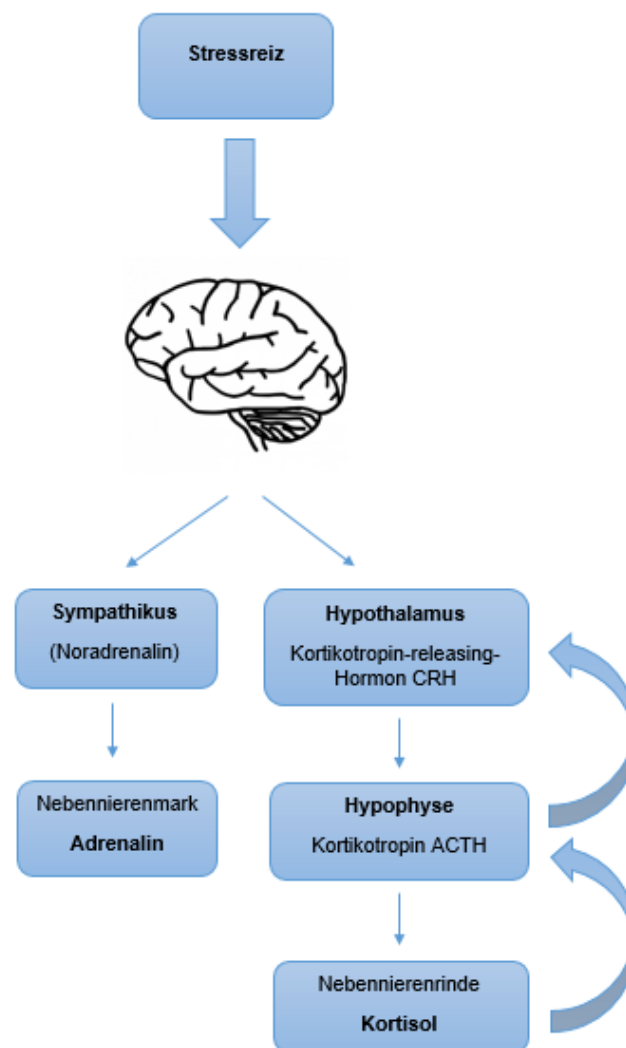 Stressreiz
Sympathikus
(Noradrenalin)
Hypothalamus
Kortikotropin-releasing-
Hormon CRH
Nebennierenmark
Adrenalin
Hypophyse
Kortikotropin ACTH
Nebennierenrinde
Kortisol